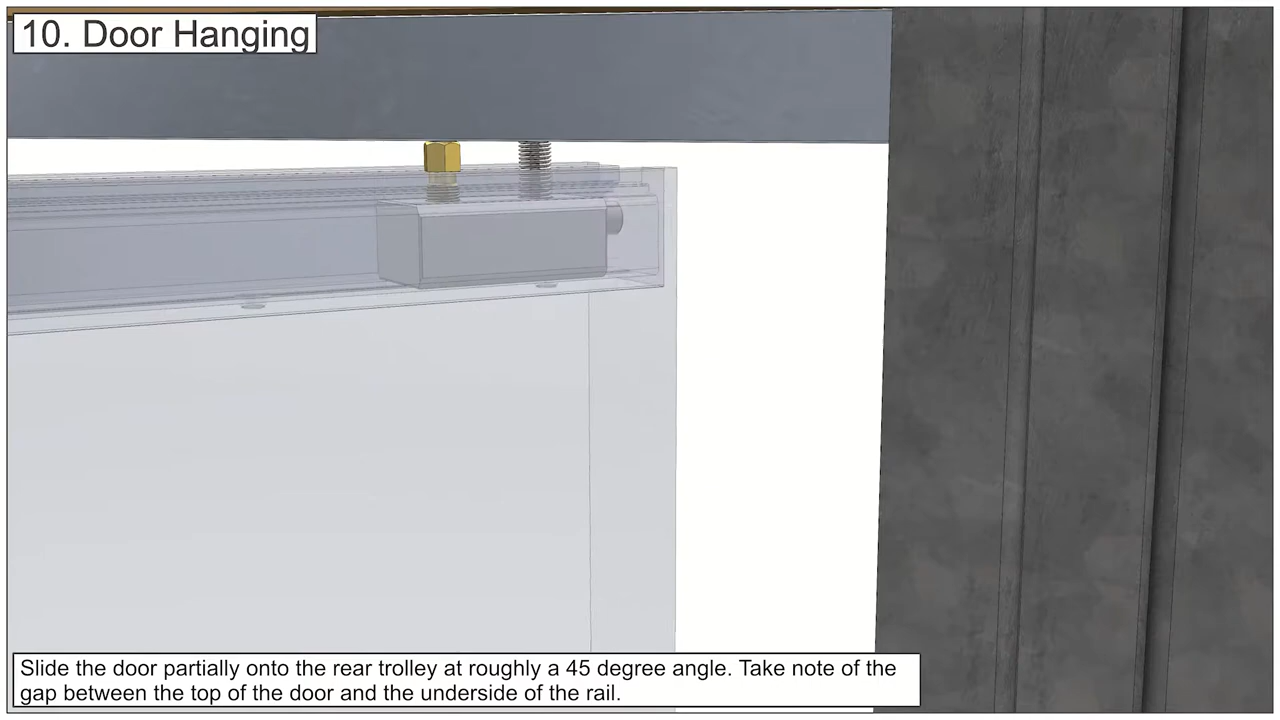 10. Door Hanging
Slide the door partially onto the rear trolley at roughly a 45 degree angle. Take note of the
gap between the top of the door and the underside of the rail.